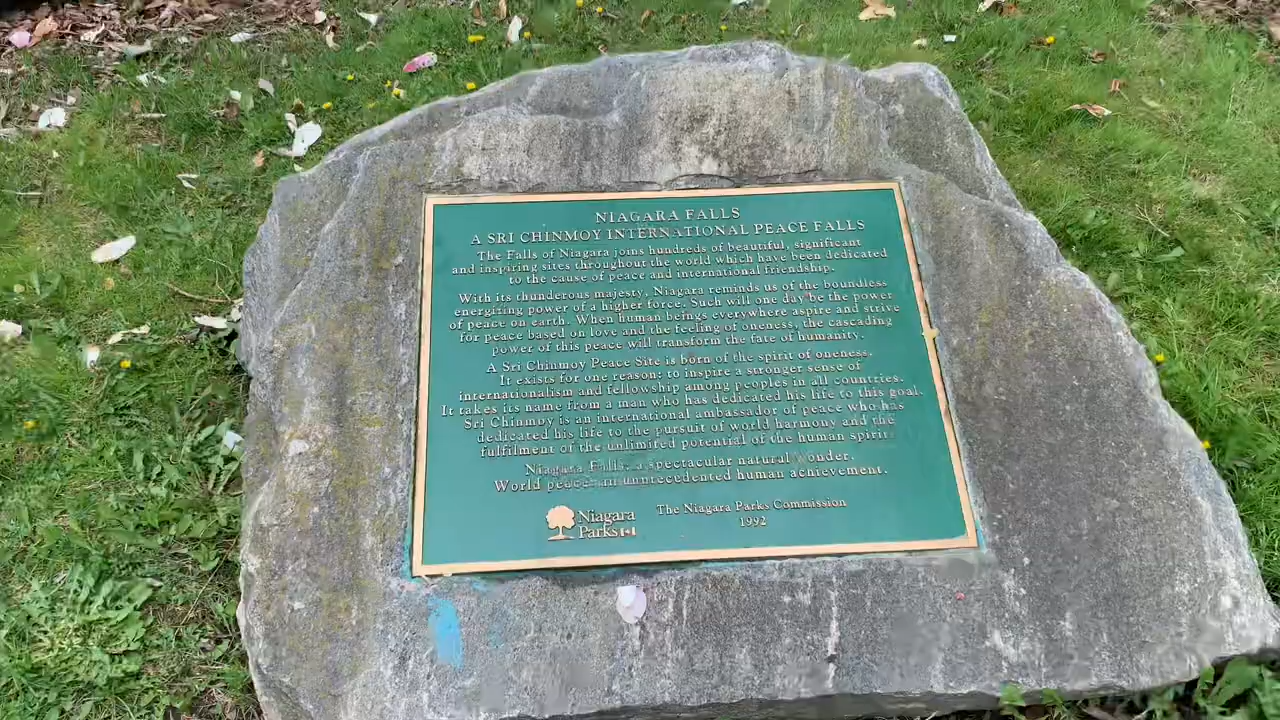 NIAGARA FALLS
A SRI CHINMOY INTERNATIONAL PEACE FALLS
The Falls of Niagara joins hundreds of beautiful, significant
and inspiring sites throughout the world which have been dedicated
to the cause of peace and international friendship.
With its thunderous majesty, Niagara reminds us of the boundless
energizing power of a higher force. Such will one day be the power
of peace on earth. When human beings everywhere aspire and strive
for peace based on love and the feeling of oneness, the cascading
power of this peace will transform the fate of humanity.
A Sri Chinmoy Peace Site is born of the spirit of oneness.
It exists for one reason: to inspire a stronger sense of
internationalism and fellowship among peoples in all countries.
It takes its name from a man who has dedicated his life to this goal.
Sri Chinmoy is an international ambassador of peace who has
dedicated his life to the pursuit of world harmony and the
fulfilment of the unlimited potential of the human spirit.
Niagara Falls: a spectacular natural wonder.
World peace: an unprecedented human achievement.
Niagara Parks
The Niagara Parks Commission
1992